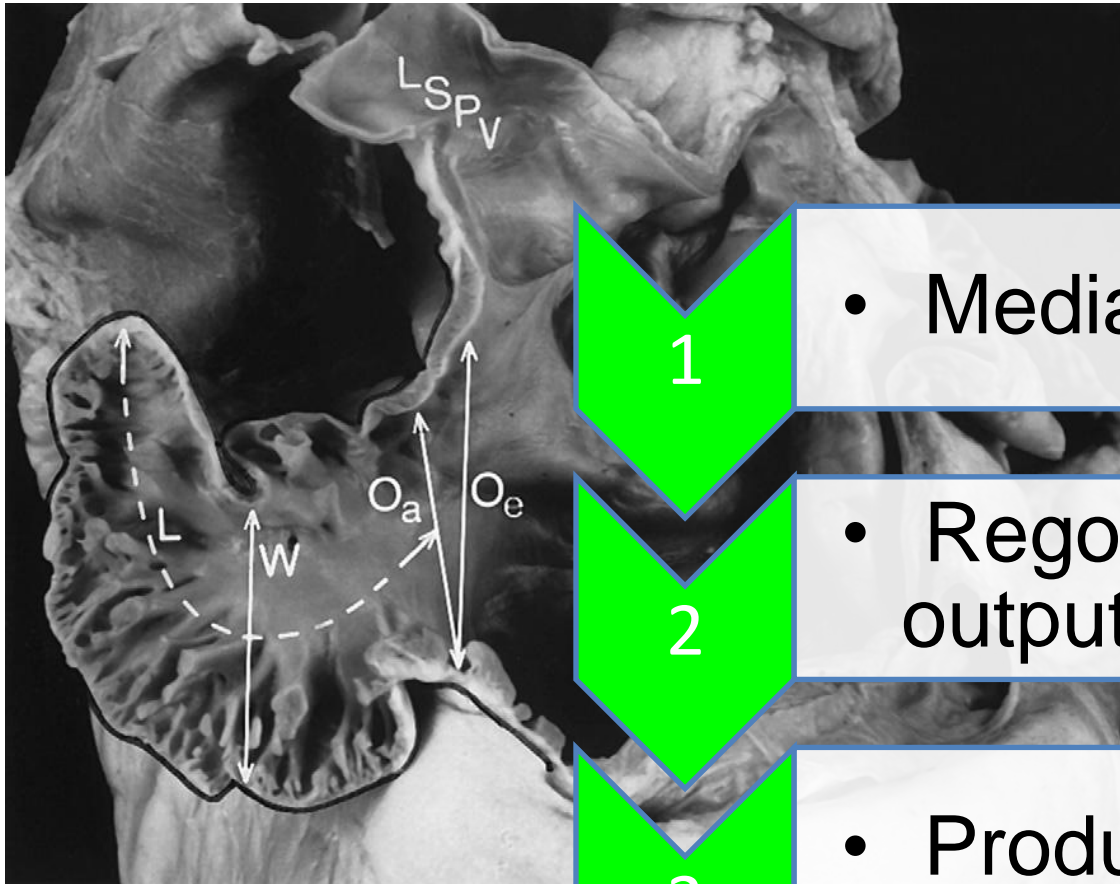 LSPV
L
W
Oa
Oe
1
• Media
2
• Rego
output
• Produ